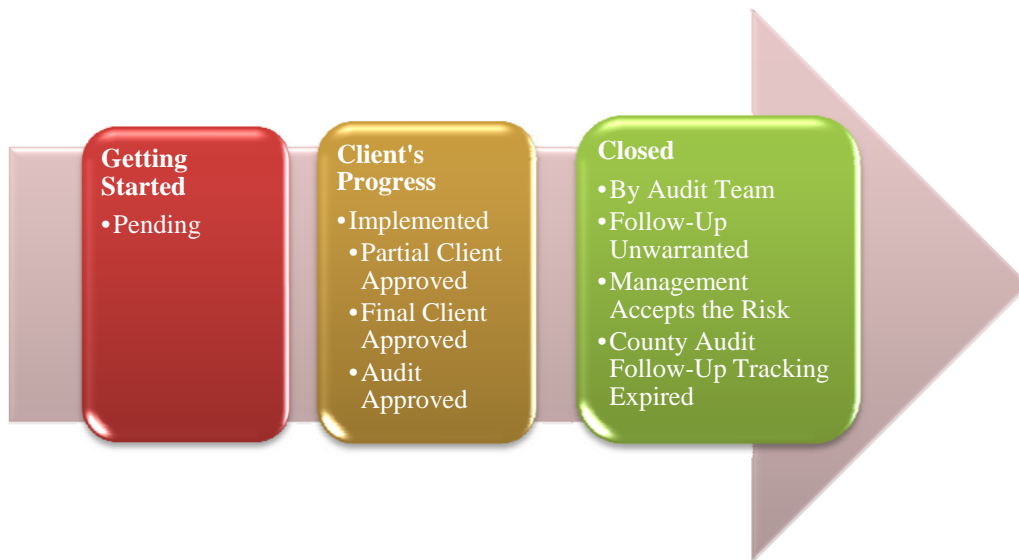 Getting
Started
•Pending
Client's
Progress
•Implemented
•Partial Client
Approved
•Final Client
Approved
•Audit
Approved
Closed
•By Audit Team
•Follow-Up
Unwarranted
•Management
Accepts the Risk
•County Audit
Follow-Up Tracking
Expired